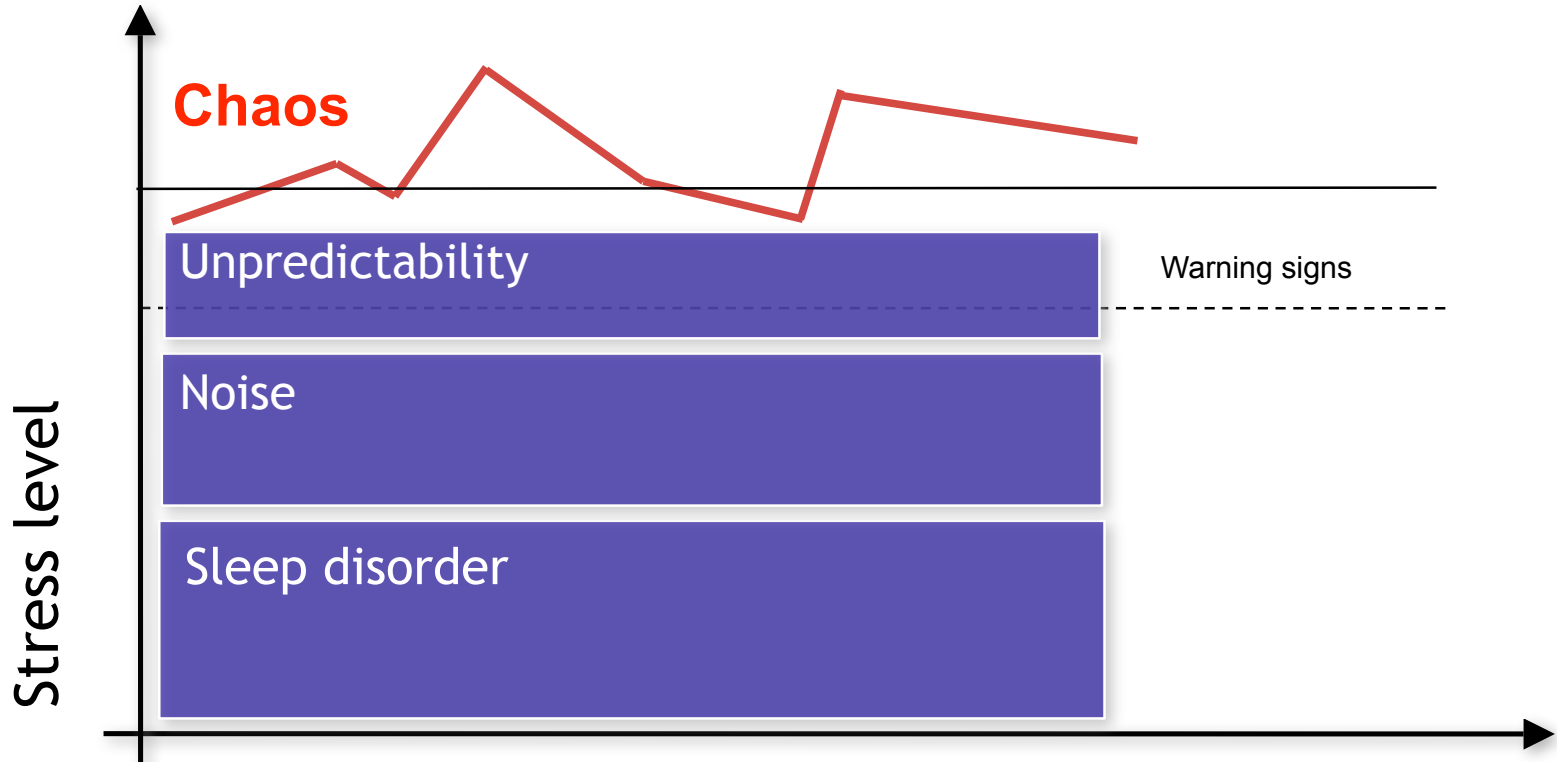 Chaos
Unpredictability
Warning signs
Noise
Sleep disorder
Stress level